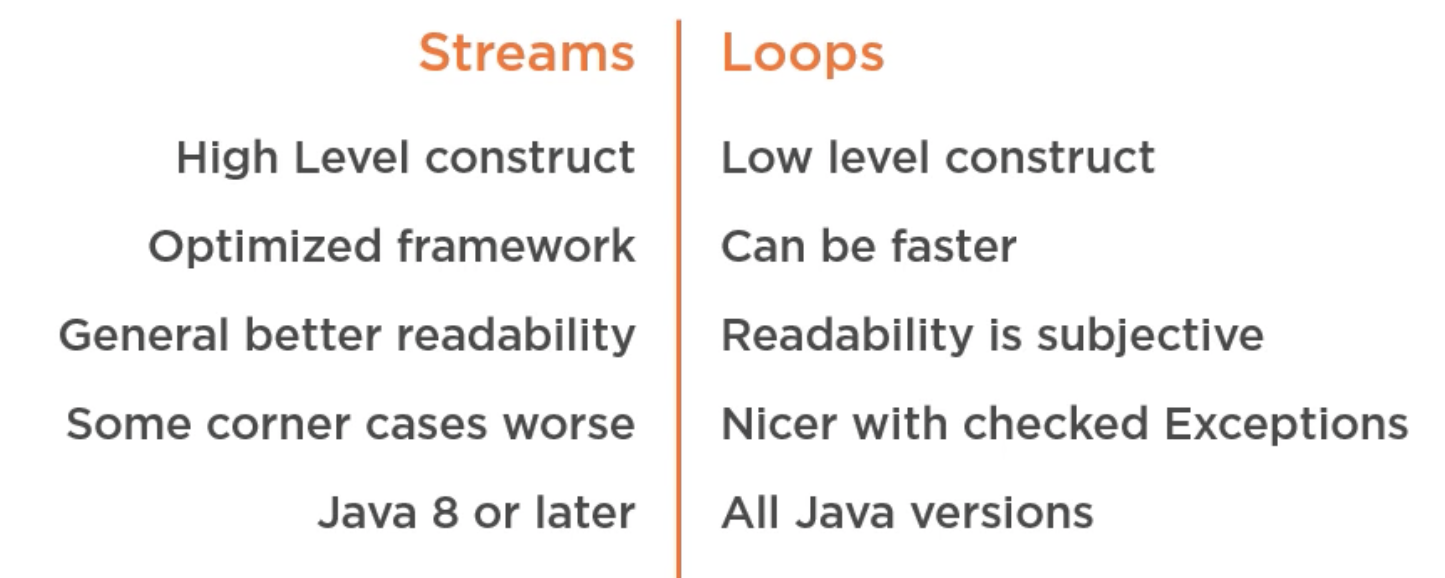 Streams
Loops
High Level construct
Low level construct
Optimized framework
Can be faster
General better readability
Readability is subjective
Some corner cases worse
Nicer with checked Exceptions
Java 8 or later
All Java versions